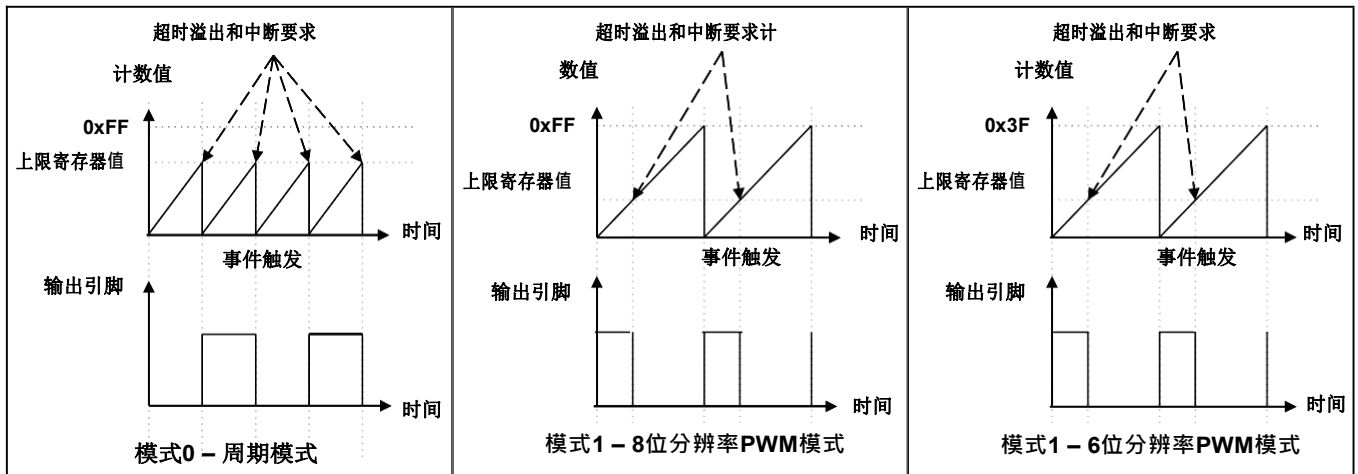 超时溢出和中断要求
计数值
0xFF
上限寄存器值
时间
事件触发
输出引脚
时间
模式0 – 周期模式
超时溢出和中断要求计
数值
0xFF
上限寄存器值
时间
事件触发
输出引脚
时间
模式1 – 8位分辨率PWM模式
超时溢出和中断要求
计数值
0x3F
上限寄存器值
时间
事件触发
输出引脚
时间
模式1 – 6位分辨率PWM模式